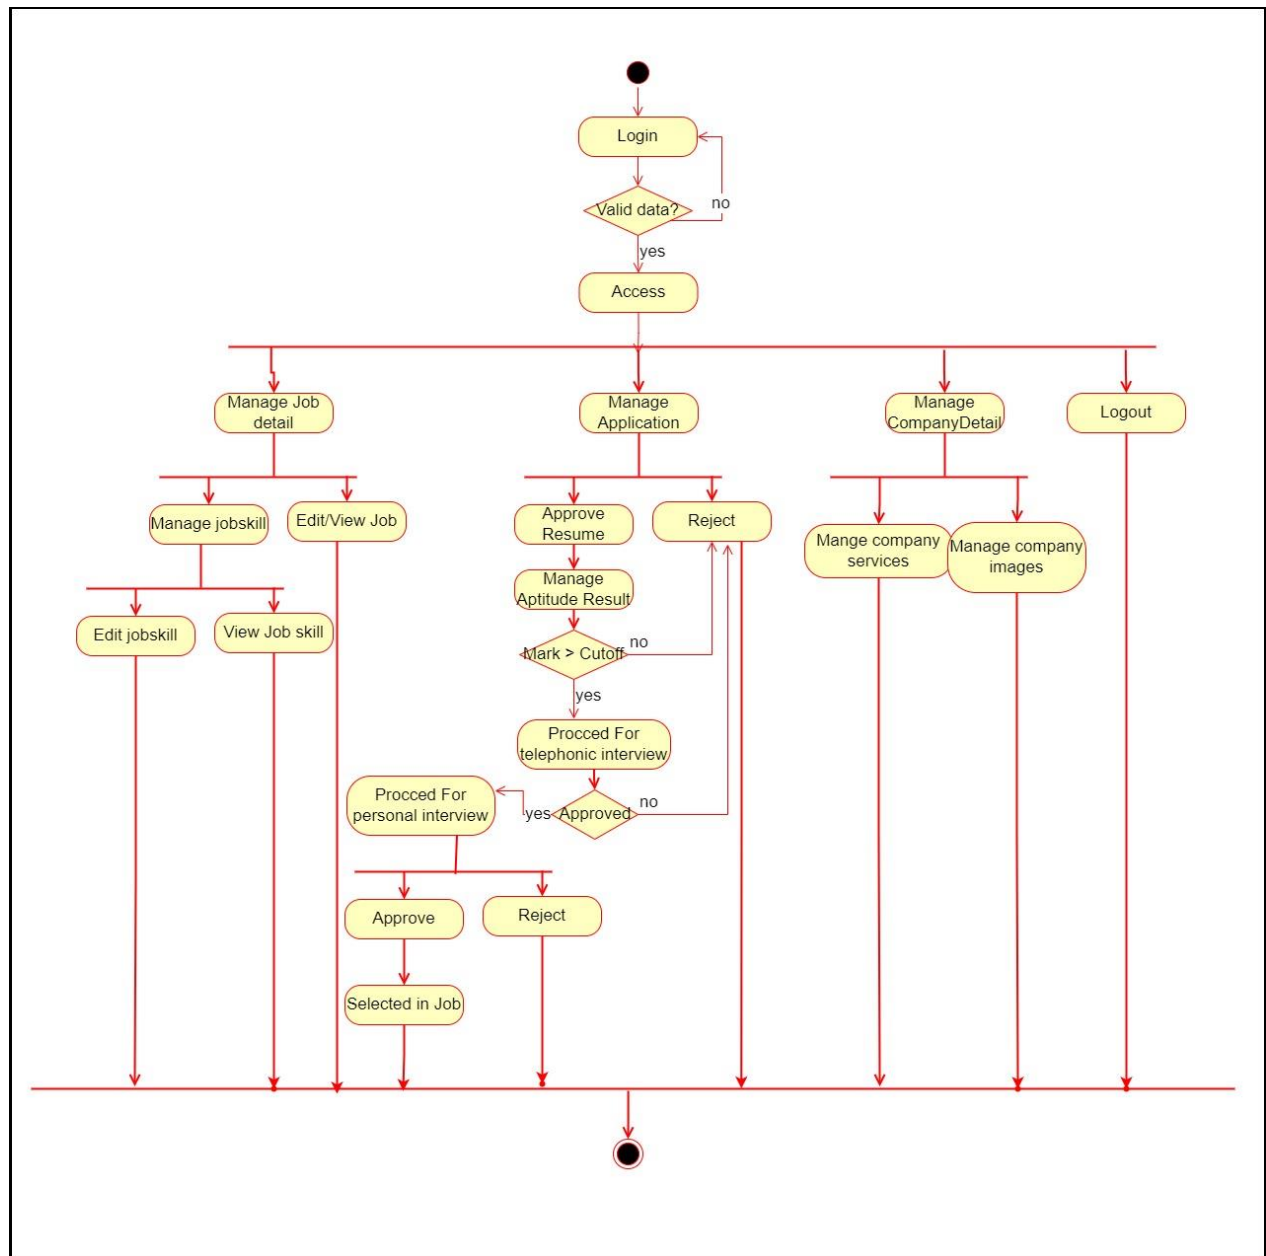 Login
Valid data?
no
yes
Access
Manage Job
detail
Manage
Application
Manage
CompanyDetail
Logout
Manage jobskill
Edit/View Job
Approve
Resume
Reject
Mange company
services
Manage company
images
Manage
Aptitude Result
Edit jobskill
View Job skill
Mark > Cutoff
no
yes
Procced For
telephonic interview
Procced For
personal interview
yes
Approved
no
Approve
Reject
Selected in Job